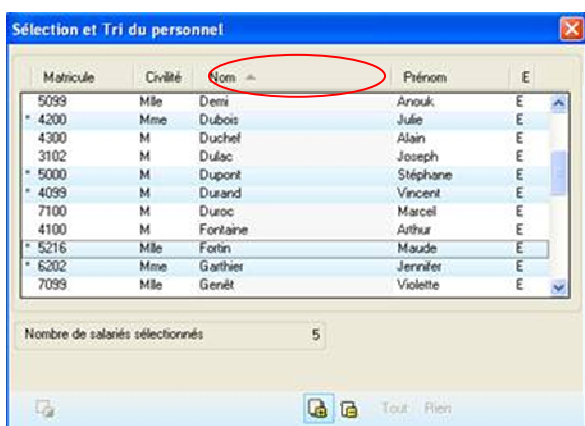 Sélection et Tri du personnel
Matricule Civilité Nom Prénom E
5099 Mlle Demi Anouk E
* 4200 Mme Dubois Julie E
4300 M Duchef Alain E
3102 M Dulac Joseph E
* 5000 M Dupont Stéphane E
* 4099 M Durand Vincent E
7100 M Duroc Marcel E
4100 M Fontaine Arthur E
* 5216 Mlle Fortin Maude E
* 6202 Mme Garthier Jennifer E
7099 Mlle Genêt Violette E
Nombre de salariés sélectionnés 5
Tout Rien